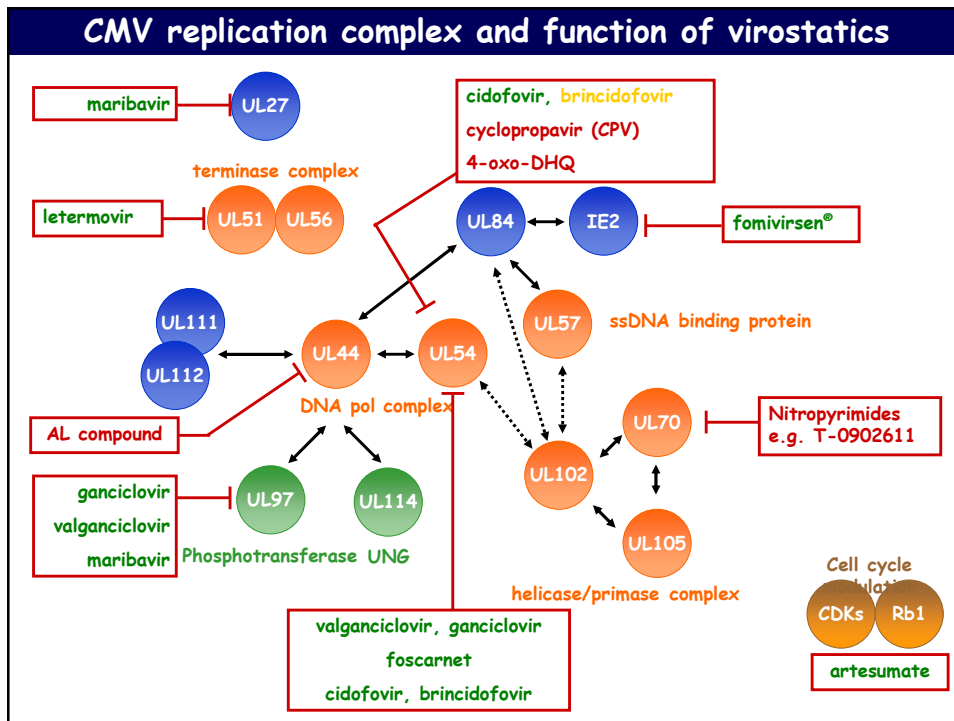 CMV replication complex and function of virostatics
maribavir
UL27
cidofovir, brincidofovir
cyclopropavir (CPV)
4-oxo-DHQ
terminase complex
letermovir
UL51
UL56
UL84
IE2
fomivirsen®
UL111
UL112
UL44
UL54
UL57
ssDNA binding protein
DNA pol complex
AL compound
UL70
Nitropyrimides
e.g. T-0902611
UL102
ganciclovir
valganciclovir
maribavir
UL97
UL114
Phosphotransferase
UNG
UL105
helicase/primase complex
Cell cycle
modulation
CDKs
Rb1
artesumate
valganciclovir, ganciclovir
foscarnet
cidofovir, brincidofovir